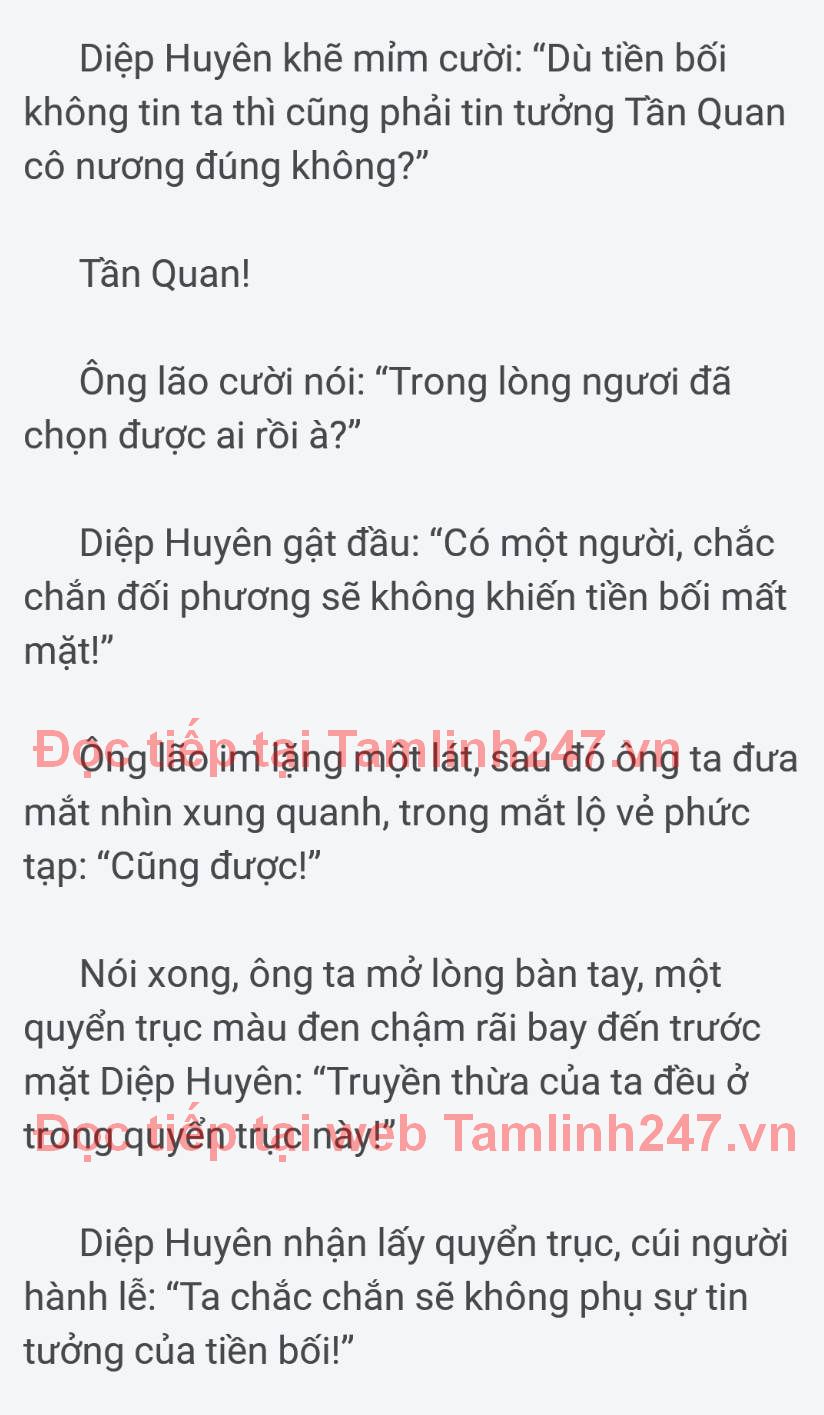 Diệp Huyên khẽ mỉm cười: “Dù tiền bối
không tin ta thì cũng phải tin tưởng Tần Quan
cô nương đúng không?”
Tần Quan!
Ông lão cười nói: “Trong lòng ngươi đã
chọn được ai rồi à?”
Diệp Huyên gật đầu: “Có một người, chắc
chắn đối phương sẽ không khiến tiền bối mất
mặt!”
Đọc tiếp tại Tamlinh247.vn
Ông lão im lặng một lát, sau đó ông ta đưa
mắt nhìn xung quanh, trong mắt lộ vẻ phức
tạp: “Cũng được!”
Nói xong, ông ta mở lòng bàn tay, một
quyển trục màu đen chậm rãi bay đến trước
mặt Diệp Huyên: “Truyền thừa của ta đều ở
trong quyển trục này!”
Đọc tiếp tại web Tamlinh247.vn
Diệp Huyên nhận lấy quyển trục, cúi người
hành lễ: “Ta chắc chắn sẽ không phụ sự tin
tưởng của tiền bối!”